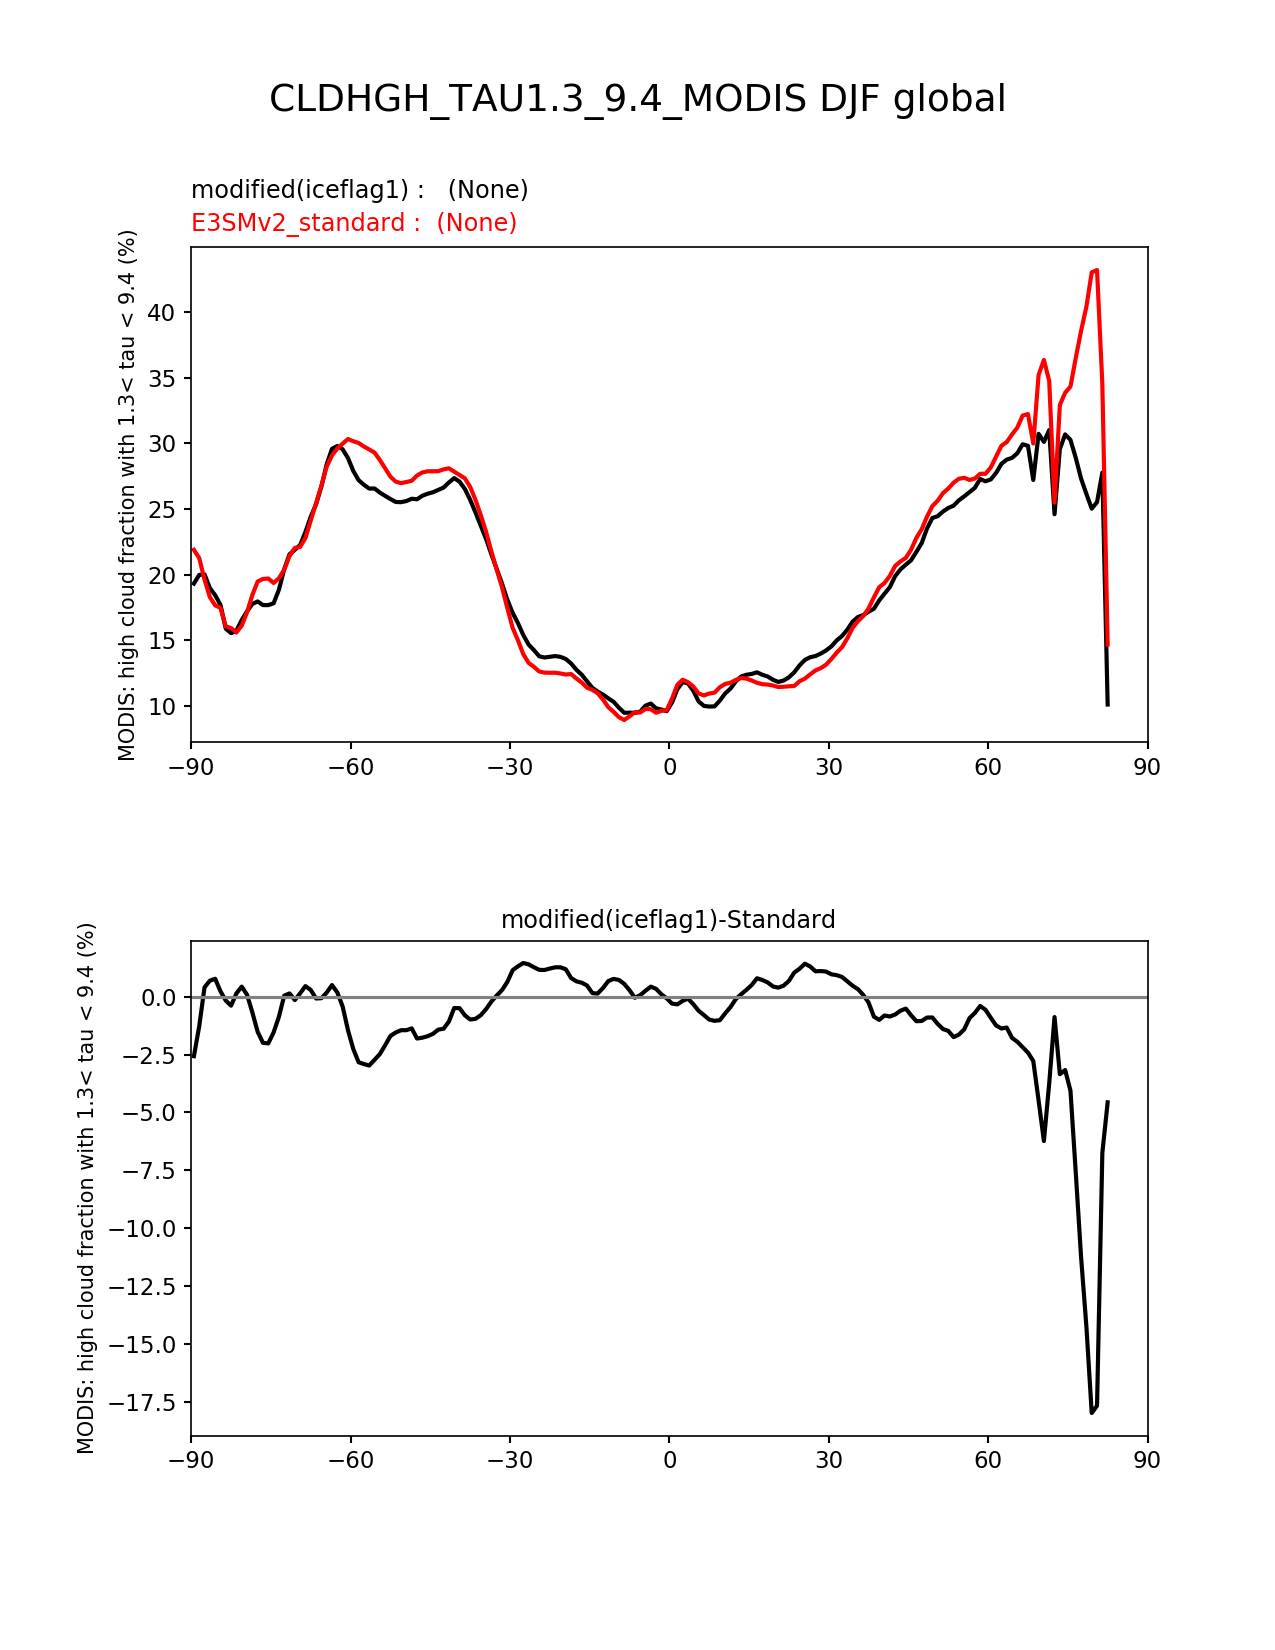 CLDHGH_TAU1.3_9.4_MODIS DJF global
modified(iceflag1) :   (None)
E3SMv2_standard :  (None)
MODIS: high cloud fraction with 1.3< tau < 9.4 (%)
40
35
30
25
20
15
10
−90 −60 −30 0 30 60 90
modified(iceflag1)-Standard
MODIS: high cloud fraction with 1.3< tau < 9.4 (%)
0.0
−2.5
−5.0
−7.5
−10.0
−12.5
−15.0
−17.5
−90 −60 −30 0 30 60 90